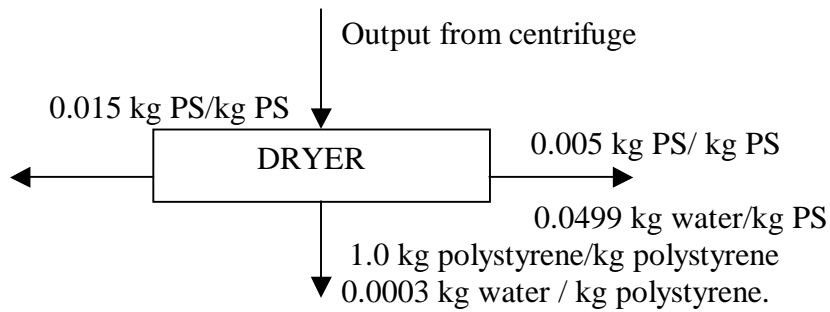 Output from centrifuge
0.015 kg PS/kg PS
DRYER
0.005 kg PS/ kg PS
0.0499 kg water/kg PS
1.0 kg polystyrene/kg polystyrene
0.0003 kg water / kg polystyrene.